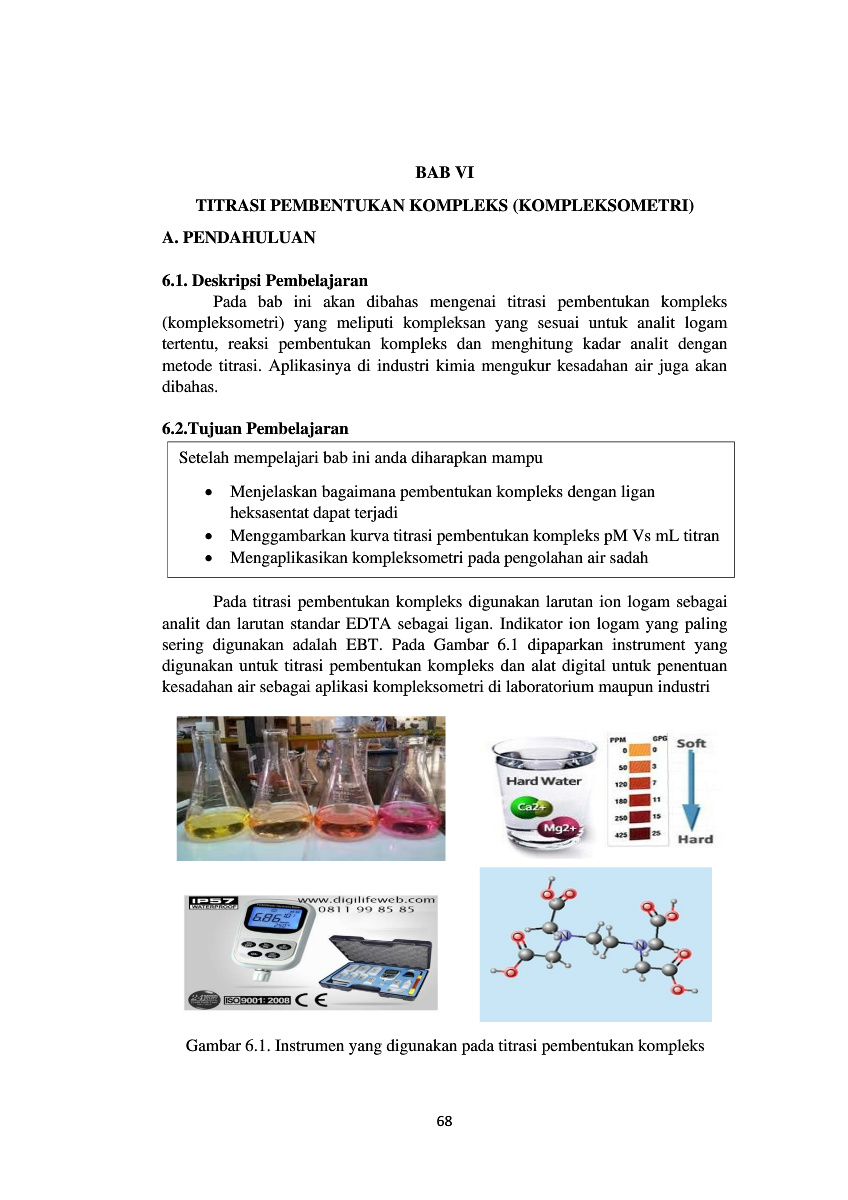 BAB VI
TITRASI PEMBENTUKAN KOMPLEKS (KOMPLEKSOMETRI)
A. PENDAHULUAN
6.1. Deskripsi Pembelajaran
Pada bab ini akan dibahas mengenai titrasi pembentukan kompleks
(kompleksometri) yang meliputi kompleksan yang sesuai untuk analit logam
tertentu, reaksi pembentukan kompleks dan menghitung kadar analit dengan
metode titrasi. Aplikasinya di industri kimia mengukur kesadahan air juga akan
dibahas.
6.2.Tujuan Pembelajaran
Setelah mempelajari bab ini anda diharapkan mampu
• Menjelaskan bagaimana pembentukan kompleks dengan ligan
heksasentat dapat terjadi
• Menggambarkan kurva titrasi pembentukan kompleks pM Vs mL titran
• Mengaplikasikan kompleksometri pada pengolahan air sadah
Pada titrasi pembentukan kompleks digunakan larutan ion logam sebagai
analit dan larutan standar EDTA sebagai ligan. Indikator ion logam yang paling
sering digunakan adalah EBT. Pada Gambar 6.1 dipaparkan instrument yang
digunakan untuk titrasi pembentukan kompleks dan alat digital untuk penentuan
kesadahan air sebagai aplikasi kompleksometri di laboratorium maupun industri
Hard Water
Ca2+
Mg2+
PPM GPG
0 0
50 3
120 7
180 11
250 15
425 25
Soft
Hard
IP57
WATERPROOF
www.digilifeweb.com
0811 99 85 85
6.86
ISO9001: 2008 CE
N N
Gambar 6.1. Instrumen yang digunakan pada titrasi pembentukan kompleks
68